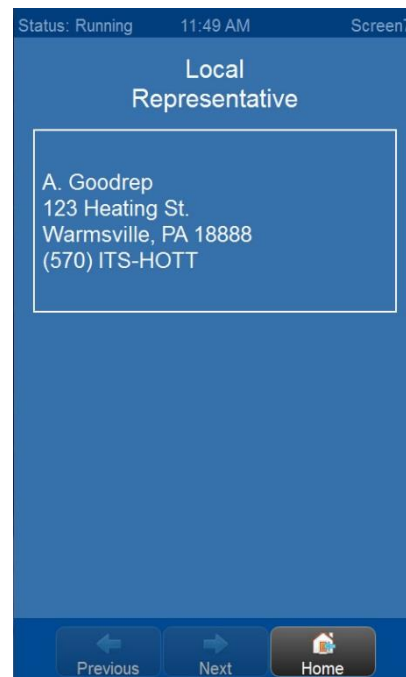 Status: Running 11:49 AM Screen7
Local
Representative
A. Goodrep
123 Heating St.
Warmsville, PA 18888
(570) ITS-HOTT
Previous Next Home